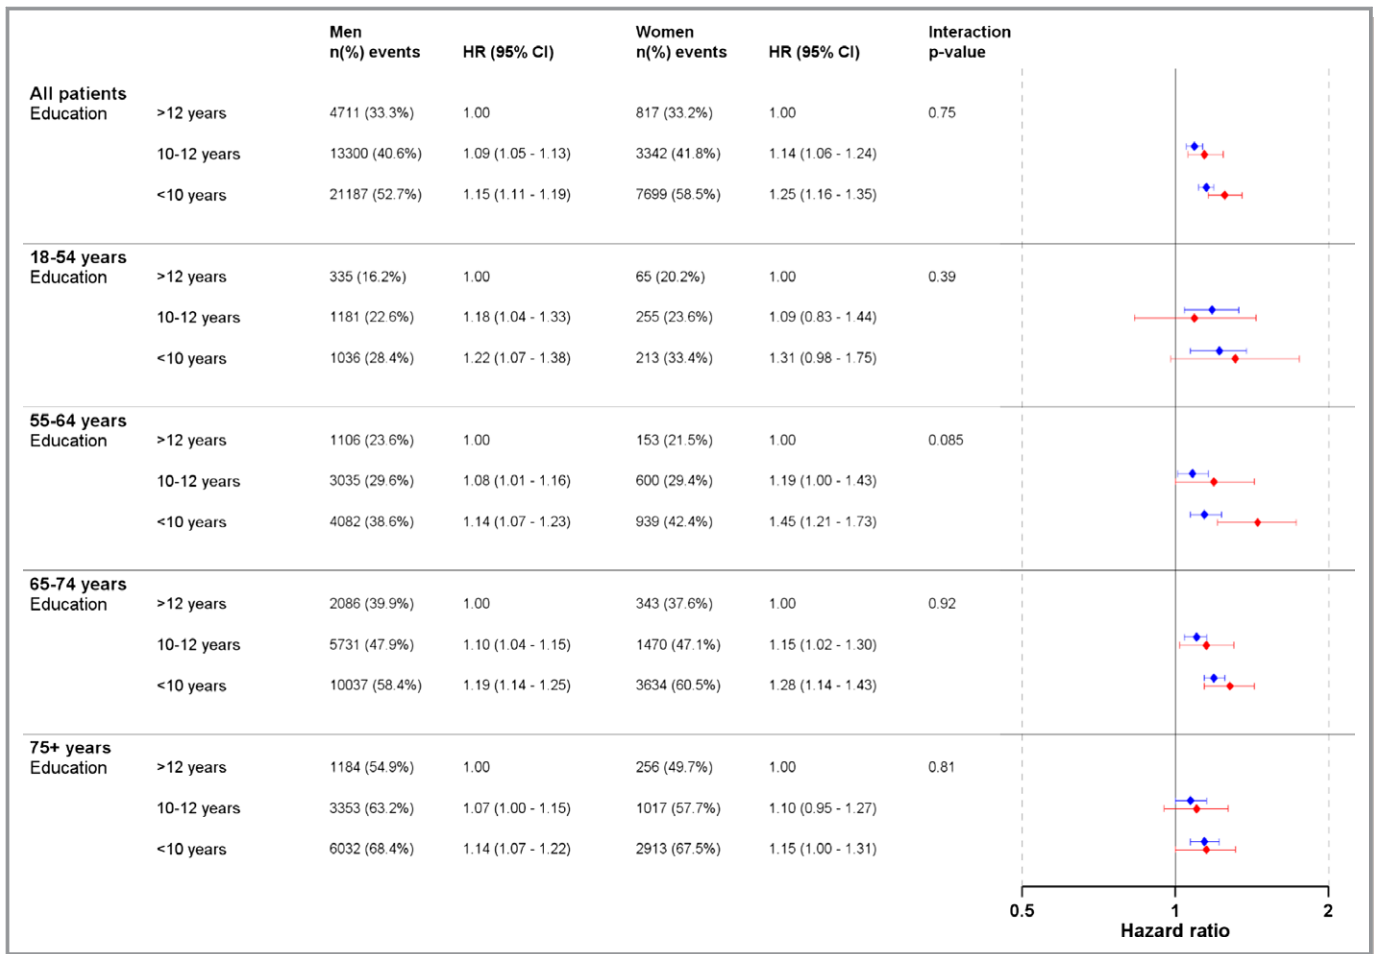 Men Women Interaction
n(%) events HR (95% CI) n(%) events HR (95% CI) p-value
All patients
Education >12 years 4711 (33.3%) 1.00 817 (33.2%) 1.00 0.75
10-12 years 13300 (40.6%) 1.09 (1.05 - 1.13) 3342 (41.8%) 1.14 (1.06 - 1.24)
<10 years 21187 (52.7%) 1.15 (1.11 - 1.19) 7699 (58.5%) 1.25 (1.16 - 1.35)
18-54 years
Education >12 years 335 (16.2%) 1.00 65 (20.2%) 1.00 0.39
10-12 years 1181 (22.6%) 1.18 (1.04 - 1.33) 255 (23.6%) 1.09 (0.83 - 1.44)
<10 years 1036 (28.4%) 1.22 (1.07 - 1.38) 213 (33.4%) 1.31 (0.98 - 1.75)
55-64 years
Education >12 years 1106 (23.6%) 1.00 153 (21.5%) 1.00 0.085
10-12 years 3035 (29.6%) 1.08 (1.01 - 1.16) 600 (29.4%) 1.19 (1.00 - 1.43)
<10 years 4082 (38.6%) 1.14 (1.07 - 1.23) 939 (42.4%) 1.45 (1.21 - 1.73)
65-74 years
Education >12 years 2086 (39.9%) 1.00 343 (37.6%) 1.00 0.92
10-12 years 5731 (47.9%) 1.10 (1.04 - 1.15) 1470 (47.1%) 1.15 (1.02 - 1.30)
<10 years 10037 (58.4%) 1.19 (1.14 - 1.25) 3634 (60.5%) 1.28 (1.14 - 1.43)
75+ years
Education >12 years 1184 (54.9%) 1.00 256 (49.7%) 1.00 0.81
10-12 years 3353 (63.2%) 1.07 (1.00 - 1.15) 1017 (57.7%) 1.10 (0.95 - 1.27)
<10 years 6032 (68.4%) 1.14 (1.07 - 1.22) 2913 (67.5%) 1.15 (1.00 - 1.31)
0.5 1 2
Hazard ratio